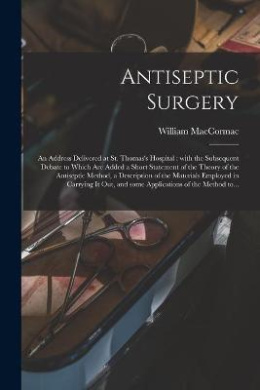 Antiseptic
Surgery
William MacCormac
An Address Delivered at St. Thomas's Hospital : With the Subsequent
Debate to Which Are Added a Short Statement of the Theory of the
Antiseptic Method, a Description of the Materials Employed in
Carrying It Out, and Some Applications of the Method to...